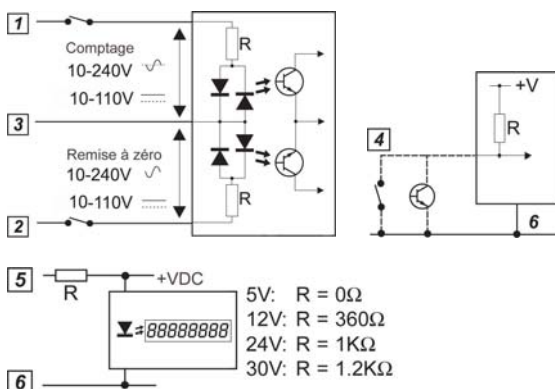 1
Comptage
10-240V
10-110V
R
3
Remise à zéro
10-240V
10-110V
R
2
+V
R
4
6
5
R
+VDC
88888888
6
5V: R = 0Ω
12V: R = 360Ω
24V: R = 1KΩ
30V: R = 1.2KΩ